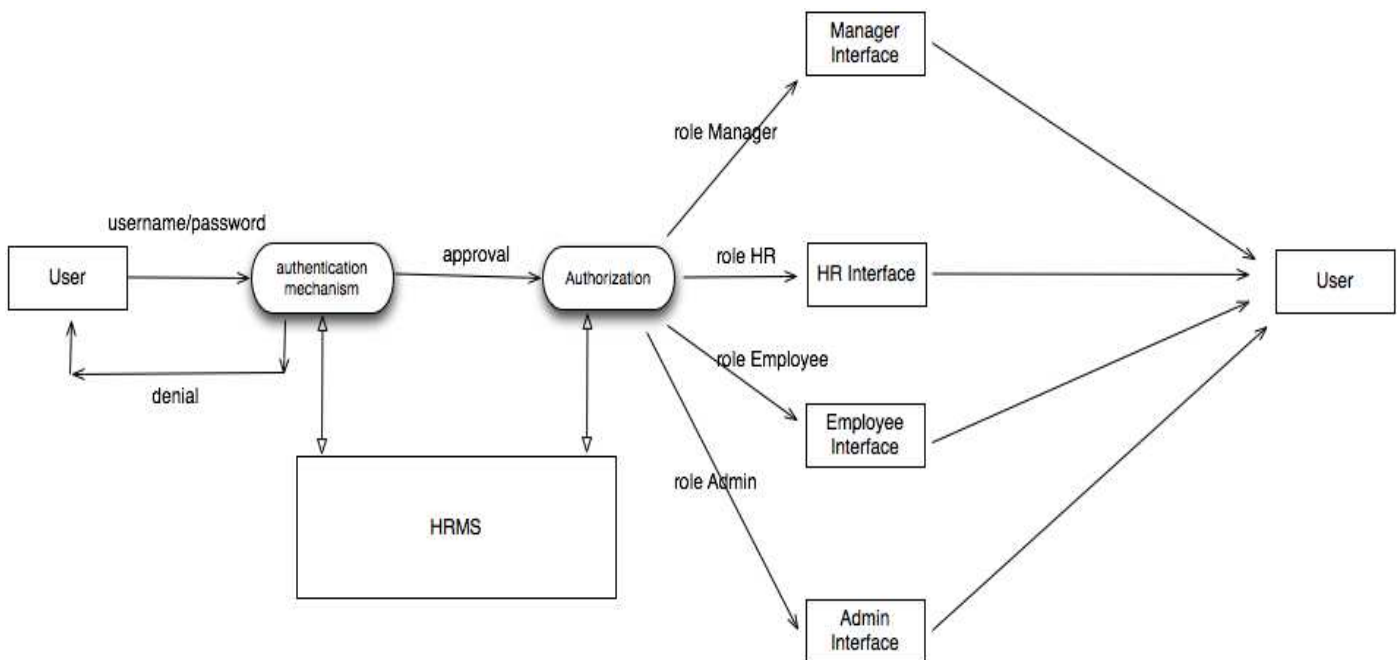 Manager
Interface
role Manager
username/password
User
authentication
mechanism
approval
Authorization
role HR
HR Interface
User
denial
role Employee
Employee
Interface
role Admin
HRMS
Admin
Interface